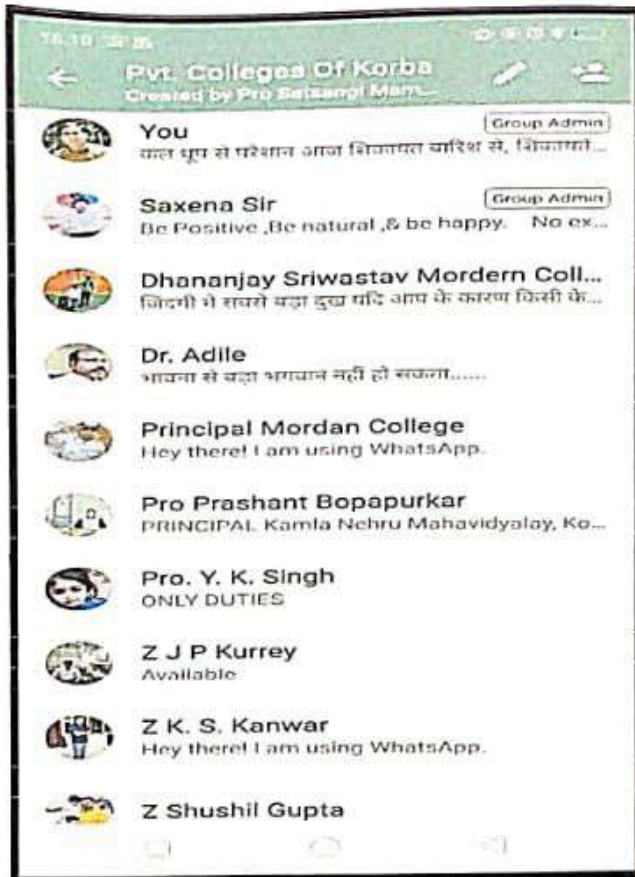 Pvt. Colleges Of Korba
Created by Pro Satsangi Mam...
You
Group Admin
कल धूप से परेशान आज शिकायत बारिश से, शिकायतो...
Saxena Sir
Group Admin
Be Positive ,Be natural ,& be happy. No ex...
Dhananjay Sriwastav Mordern Coll...
जिंदगी मे सबसे बड़ा दुख यदि आप के कारण किसी के...
Dr. Adile
भावना से बड़ा भगवान नहीं हो सकता......
Principal Mordan College
Hey there! I am using WhatsApp.
Pro Prashant Bopapurkar
PRINCIPAL Kamla Nehru Mahavidyalay, Ko...
Pro. Y. K. Singh
ONLY DUTIES
Z J P Kurrey
Available
Z K. S. Kanwar
Hey there! I am using WhatsApp.
Z Shushil Gupta